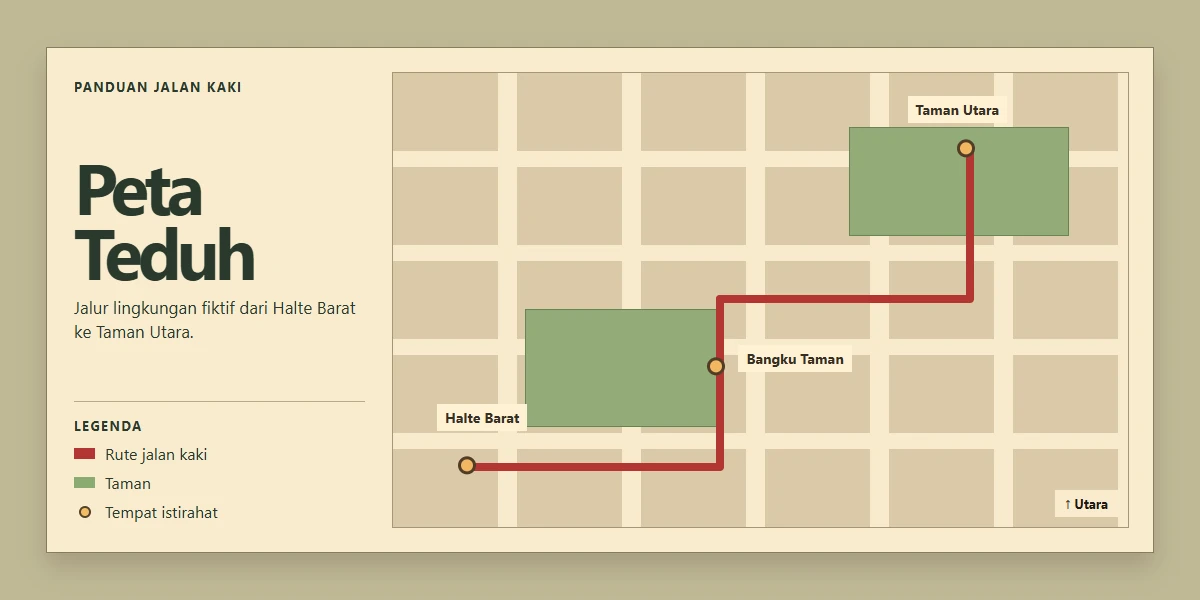 PANDUAN JALAN KAKI
Peta
Teduh
Jalur lingkungan fiktif dari Halte Barat
ke Taman Utara.
LEGENDA
Rute jalan kaki
Taman
Tempat istirahat
Taman Utara
Bangku Taman
Halte Barat
↑ Utara